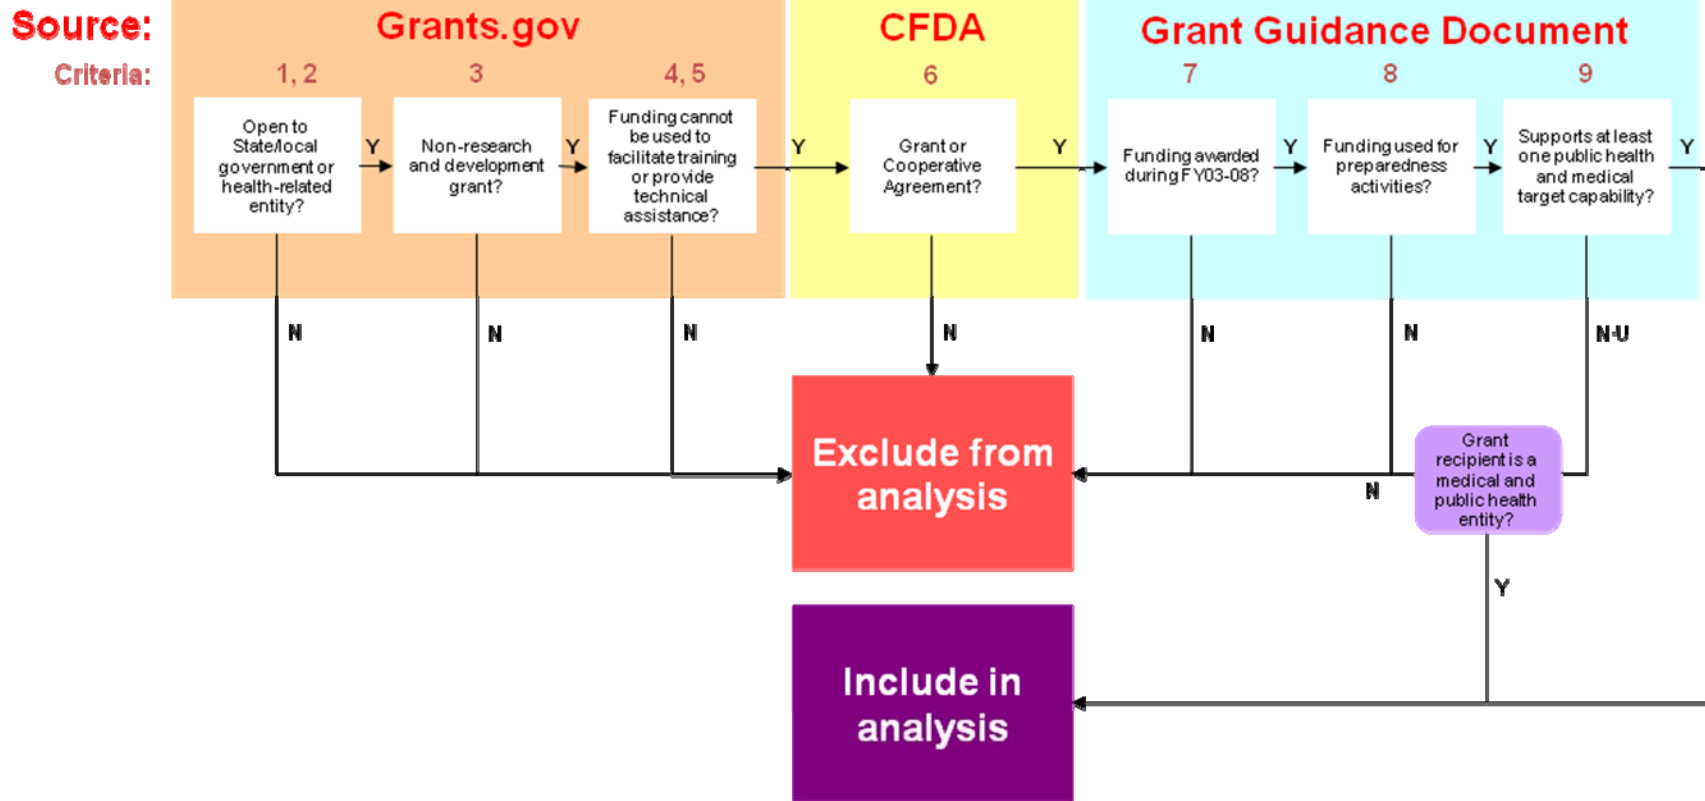 Source:
Grants.gov
CFDA
Grant Guidance Document
Criteria:
1, 2
3
4, 5
6
7
8
9
Open to
State/local
government or
health-related
entity?
Y
Non-research
and development
grant?
Y
Funding cannot
be used to
facilitate training
or provide
technical
assistance?
Y
Grant or
Cooperative
Agreement?
Y
Funding awarded
during FY03-08?
Y
Funding used for
preparedness
activities?
Y
Supports at least
one public health
and medical
target capability?
Y
N
N
N
N
N
N
N-U
Exclude from
analysis
Grant
recipient is a
medical and
public health
entity?
N
Y
Include in
analysis